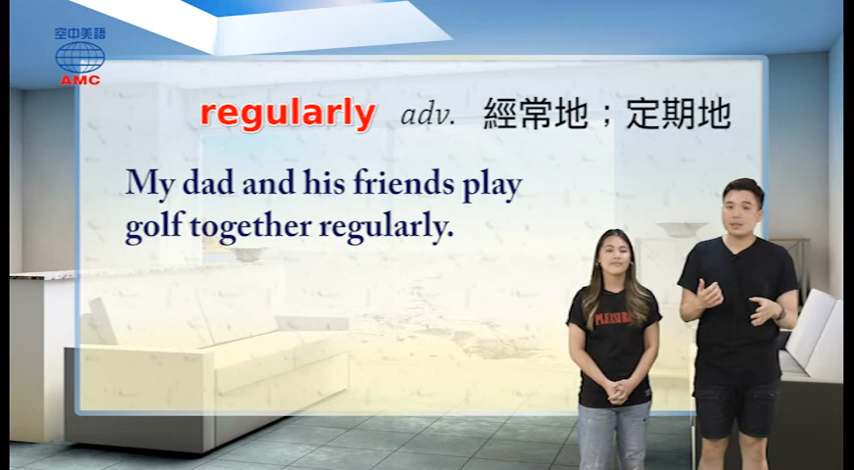 空中美語
AMC
regularly adv. 經常地；定期地
My dad and his friends play
golf together regularly.
PLEASURE